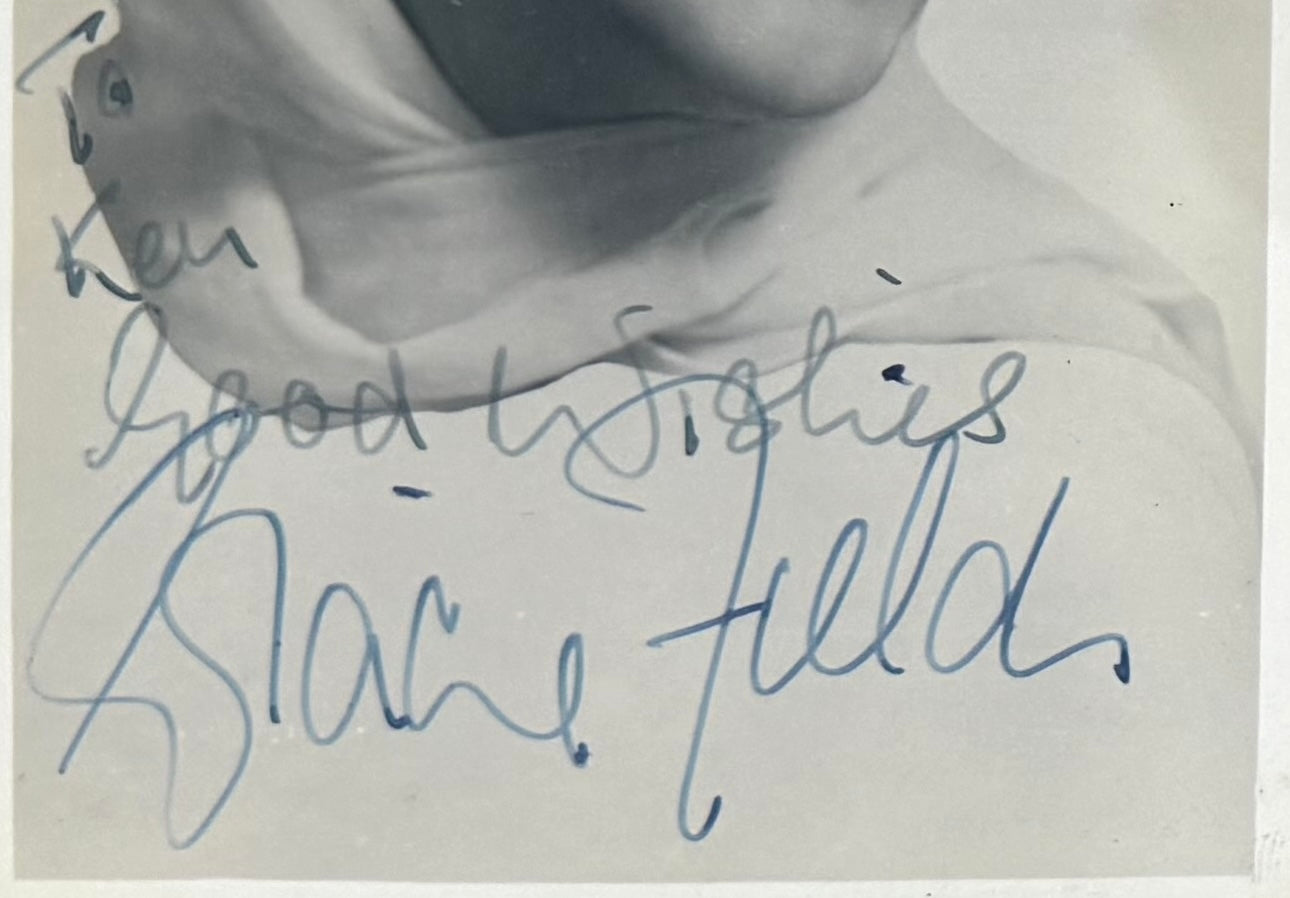 To
Ken
Good Wishes
Gracie Fields